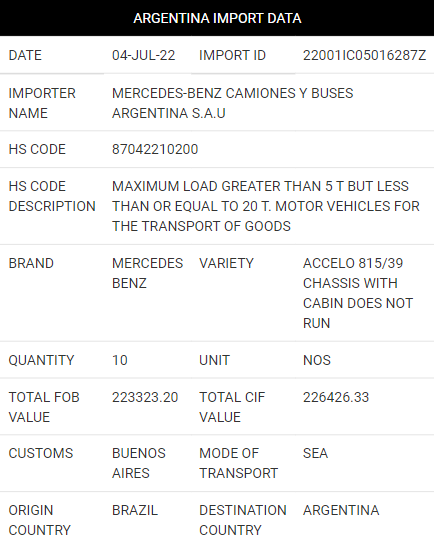 ARGENTINA IMPORT DATA
DATE 04-JUL-22 IMPORT ID 22001IC05016287Z
IMPORTER NAME MERCEDES-BENZ CAMIONES Y BUSES ARGENTINA S.A.U
HS CODE 87042210200
HS CODE DESCRIPTION MAXIMUM LOAD GREATER THAN 5 T BUT LESS THAN OR EQUAL TO 20 T. MOTOR VEHICLES FOR THE TRANSPORT OF GOODS
BRAND MERCEDES BENZ VARIETY ACCELO 815/39 CHASSIS WITH CABIN DOES NOT RUN
QUANTITY 10 UNIT NOS
TOTAL FOB VALUE 223323.20 TOTAL CIF VALUE 226426.33
CUSTOMS BUENOS AIRES MODE OF TRANSPORT SEA
ORIGIN COUNTRY BRAZIL DESTINATION COUNTRY ARGENTINA